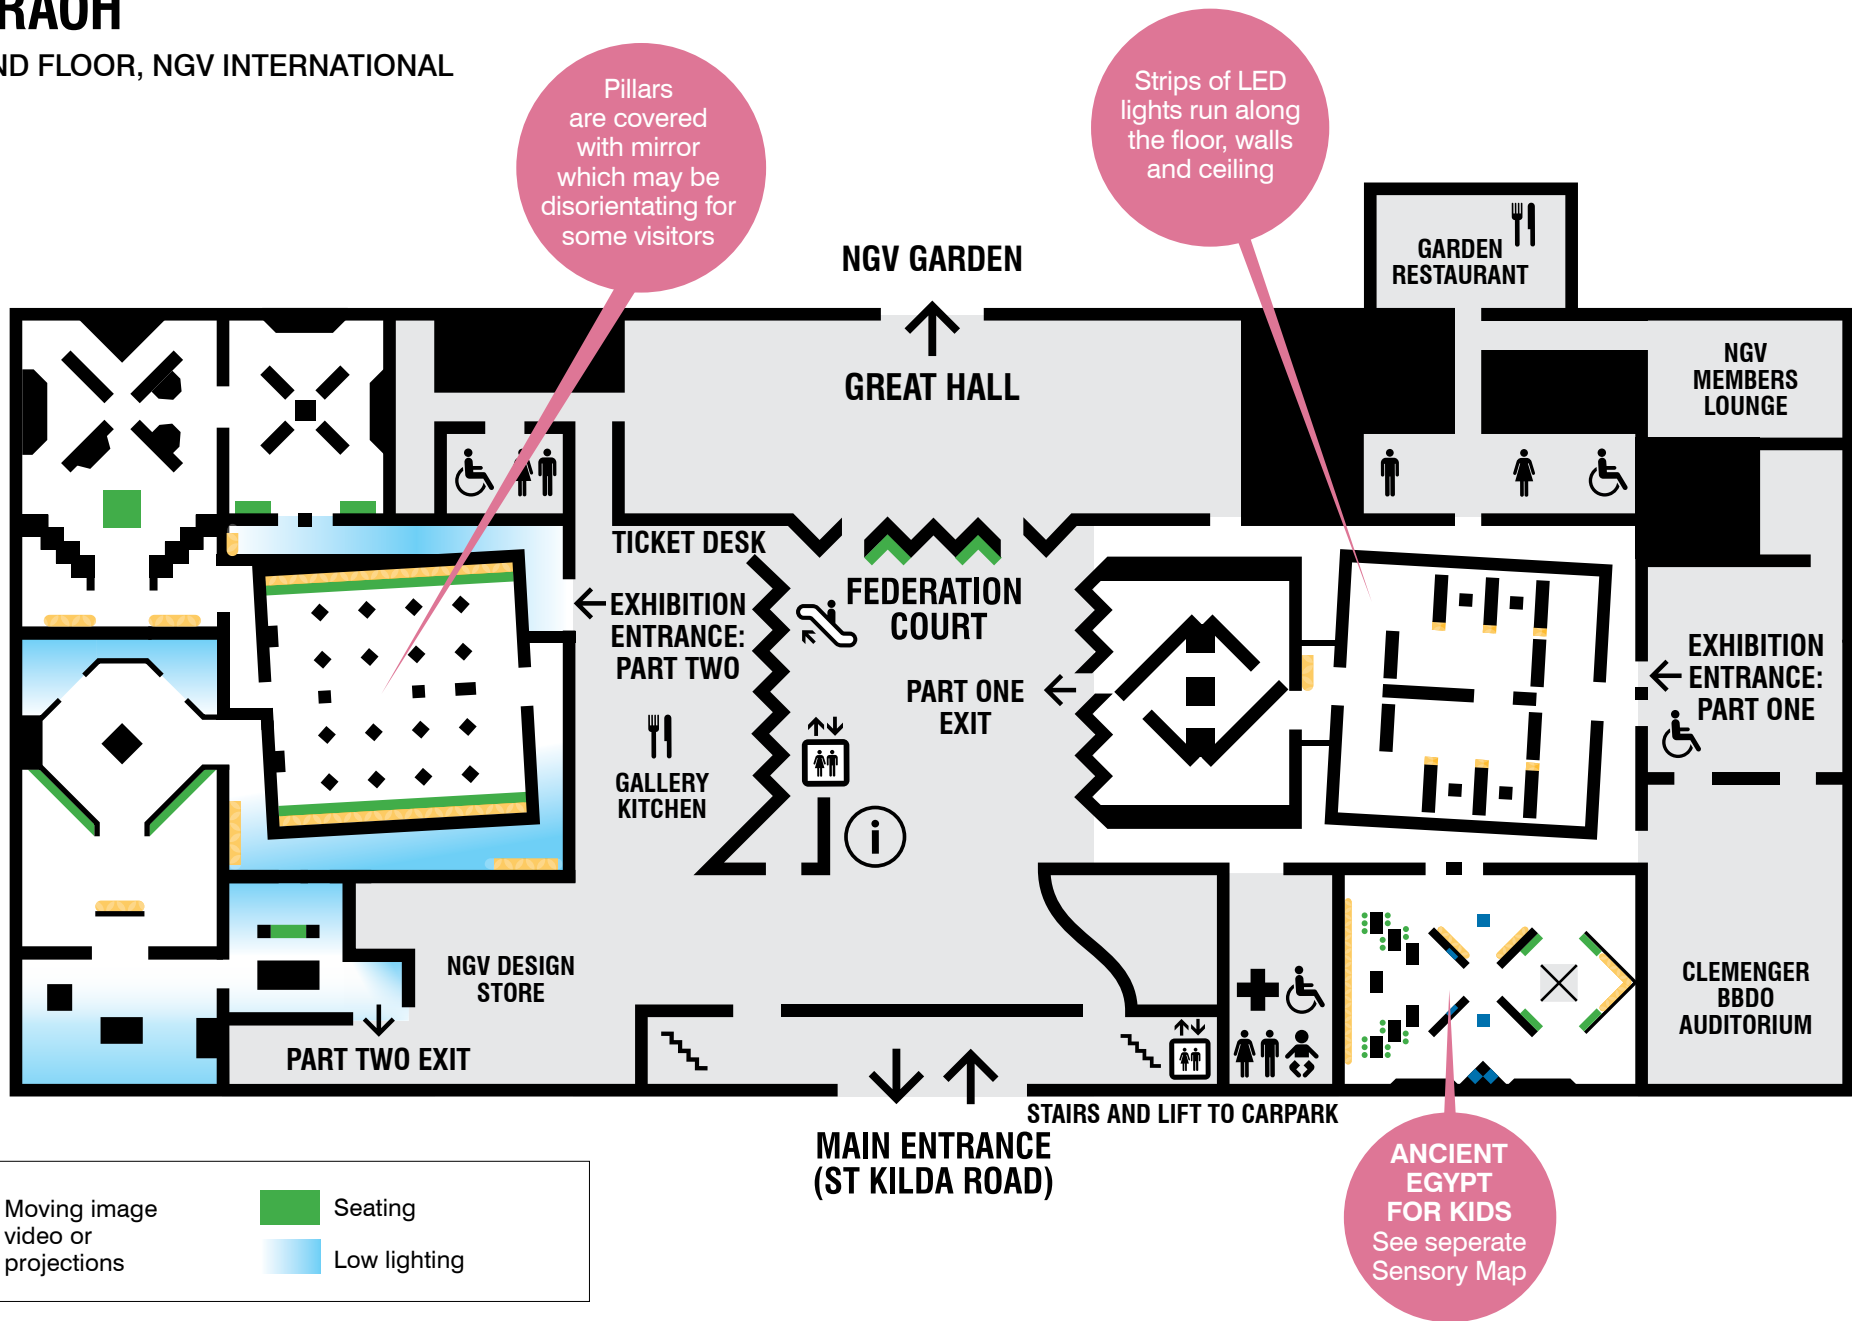 RAOH
ND FLOOR, NGV INTERNATIONAL
Pillars
are covered
with mirror
which may be
disorientating for
some visitors
Strips of LED
lights run along
the floor, walls
and ceiling
NGV GARDEN
GARDEN
RESTAURANT
GREAT HALL
NGV
MEMBERS
LOUNGE
TICKET DESK
FEDERATION
COURT
EXHIBITION
ENTRANCE:
PART TWO
PART ONE
EXIT
EXHIBITION
ENTRANCE:
PART ONE
GALLERY
KITCHEN
i
NGV DESIGN
STORE
CLEMENGER
BBDO
AUDITORIUM
PART TWO EXIT
STAIRS AND LIFT TO CARPARK
MAIN ENTRANCE
(ST KILDA ROAD)
ANCIENT
EGYPT
FOR KIDS
See seperate
Sensory Map
Moving image
video or
projections
Seating
Low lighting